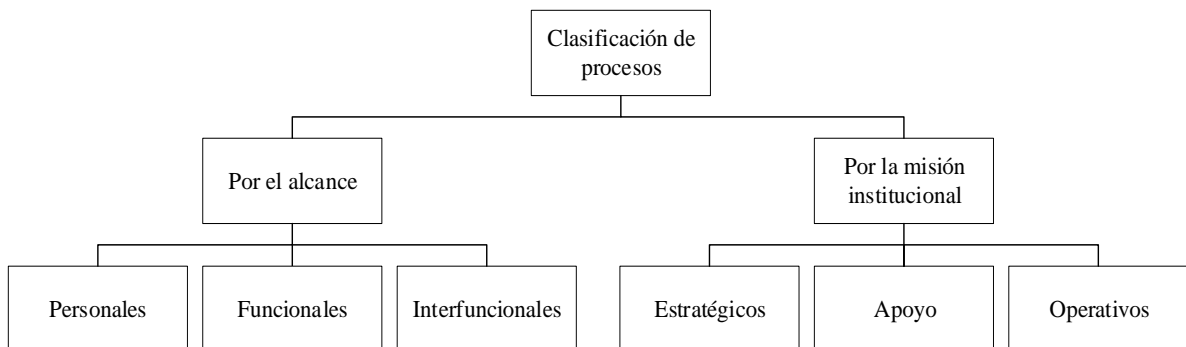 Clasificación de
procesos
Por el alcance
Por la misión
institucional
Personales
Funcionales
Interfuncionales
Estratégicos
Apoyo
Operativos